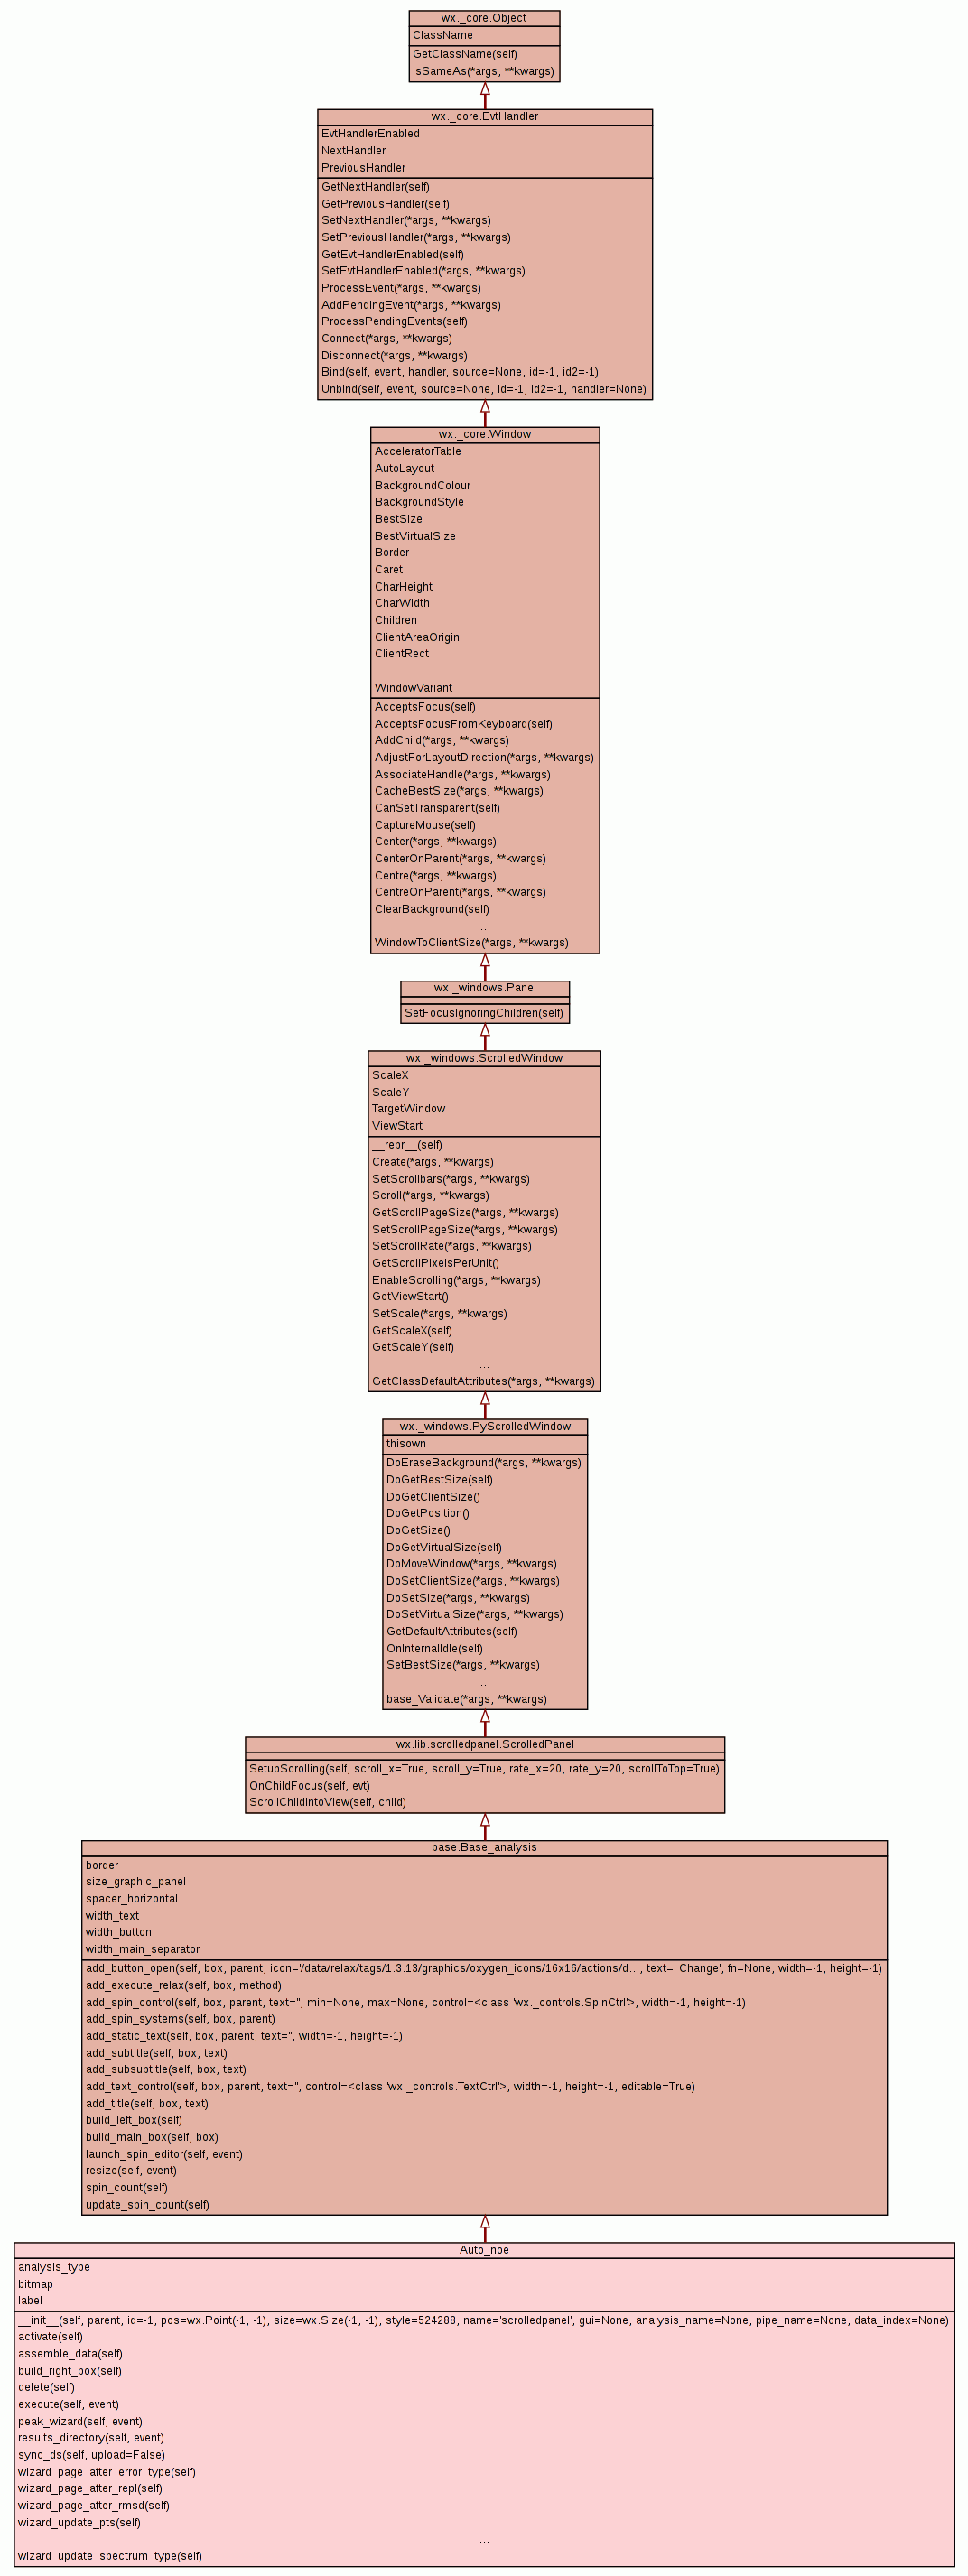 wx._core.Object
ClassName
GetClassName(self)
IsSameAs(*args, **kwargs)
wx._core.EvtHandler
EvtHandlerEnabled
NextHandler
PreviousHandler
GetNextHandler(self)
GetPreviousHandler(self)
SetNextHandler(*args, **kwargs)
SetPreviousHandler(*args, **kwargs)
GetEvtHandlerEnabled(self)
SetEvtHandlerEnabled(*args, **kwargs)
ProcessEvent(*args, **kwargs)
AddPendingEvent(*args, **kwargs)
ProcessPendingEvents(self)
Connect(*args, **kwargs)
Disconnect(*args, **kwargs)
Bind(self, event, handler, source=None, id=-1, id2=-1)
Unbind(self, event, source=None, id=-1, id2=-1, handler=None)
wx._core.Window
AcceleratorTable
AutoLayout
BackgroundColour
BackgroundStyle
BestSize
BestVirtualSize
Border
Caret
CharHeight
CharWidth
Children
ClientAreaOrigin
ClientRect
...
WindowVariant
AcceptsFocus(self)
AcceptsFocusFromKeyboard(self)
AddChild(*args, **kwargs)
AdjustForLayoutDirection(*args, **kwargs)
AssociateHandle(*args, **kwargs)
CacheBestSize(*args, **kwargs)
CanSetTransparent(self)
CaptureMouse(self)
Center(*args, **kwargs)
CenterOnParent(*args, **kwargs)
Centre(*args, **kwargs)
CentreOnParent(*args, **kwargs)
ClearBackground(self)
...
WindowToClientSize(*args, **kwargs)
wx._windows.Panel
SetFocusIgnoringChildren(self)
wx._windows.ScrolledWindow
ScaleX
ScaleY
TargetWindow
ViewStart
__repr__(self)
Create(*args, **kwargs)
SetScrollbars(*args, **kwargs)
Scroll(*args, **kwargs)
GetScrollPageSize(*args, **kwargs)
SetScrollPageSize(*args, **kwargs)
SetScrollRate(*args, **kwargs)
GetScrollPixelsPerUnit()
EnableScrolling(*args, **kwargs)
GetViewStart()
SetScale(*args, **kwargs)
GetScaleX(self)
GetScaleY(self)
...
GetClassDefaultAttributes(*args, **kwargs)
wx._windows.PyScrolledWindow
thisown
DoEraseBackground(*args, **kwargs)
DoGetBestSize(self)
DoGetClientSize()
DoGetPosition()
DoGetSize()
DoGetVirtualSize(self)
DoMoveWindow(*args, **kwargs)
DoSetClientSize(*args, **kwargs)
DoSetSize(*args, **kwargs)
DoSetVirtualSize(*args, **kwargs)
GetDefaultAttributes(self)
OnInternalIdle(self)
SetBestSize(*args, **kwargs)
...
base_Validate(*args, **kwargs)
wx.lib.scrolledpanel.ScrolledPanel
SetupScrolling(self, scroll_x=True, scroll_y=True, rate_x=20, rate_y=20, scrollToTop=True)
OnChildFocus(self, evt)
ScrollChildIntoView(self, child)
base.Base_analysis
border
size_graphic_panel
spacer_horizontal
width_text
width_button
width_main_separator
add_button_open(self, box, parent, icon='/data/relax/tags/1.3.13/graphics/oxygen_icons/16x16/actions/d..., text=' Change', fn=None, width=-1, height=-1)
add_execute_relax(self, box, method)
add_spin_control(self, box, parent, text='', min=None, max=None, control=<class 'wx._controls.SpinCtrl'>, width=-1, height=-1)
add_spin_systems(self, box, parent)
add_static_text(self, box, parent, text='', width=-1, height=-1)
add_subtitle(self, box, text)
add_subsubtitle(self, box, text)
add_text_control(self, box, parent, text='', control=<class 'wx._controls.TextCtrl'>, width=-1, height=-1, editable=True)
add_title(self, box, text)
build_left_box(self)
build_main_box(self, box)
launch_spin_editor(self, event)
resize(self, event)
spin_count(self)
update_spin_count(self)
Auto_noe
analysis_type
bitmap
label
__init__(self, parent, id=-1, pos=wx.Point(-1, -1), size=wx.Size(-1, -1), style=524288, name='scrolledpanel', gui=None, analysis_name=None, pipe_name=None, data_index=None)
activate(self)
assemble_data(self)
build_right_box(self)
delete(self)
execute(self, event)
peak_wizard(self, event)
results_directory(self, event)
sync_ds(self, upload=False)
wizard_page_after_error_type(self)
wizard_page_after_repl(self)
wizard_page_after_rmsd(self)
wizard_update_pts(self)
...
wizard_update_spectrum_type(self)